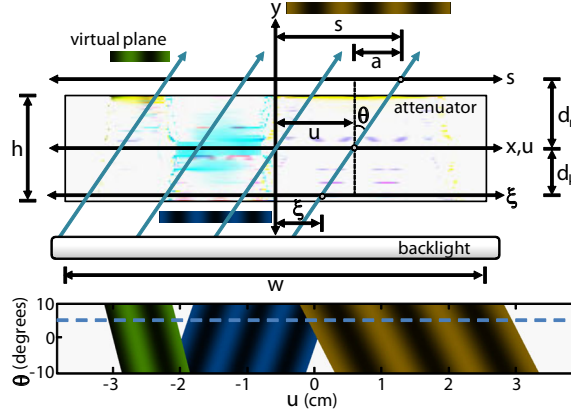 y
s
virtual plane
a
s
attenuator
θ
u
h
x,u
ξ
ξ
backlight
w
10
0
-10
θ (degrees)
-3
-2
-1
0
1
2
3
u (cm)